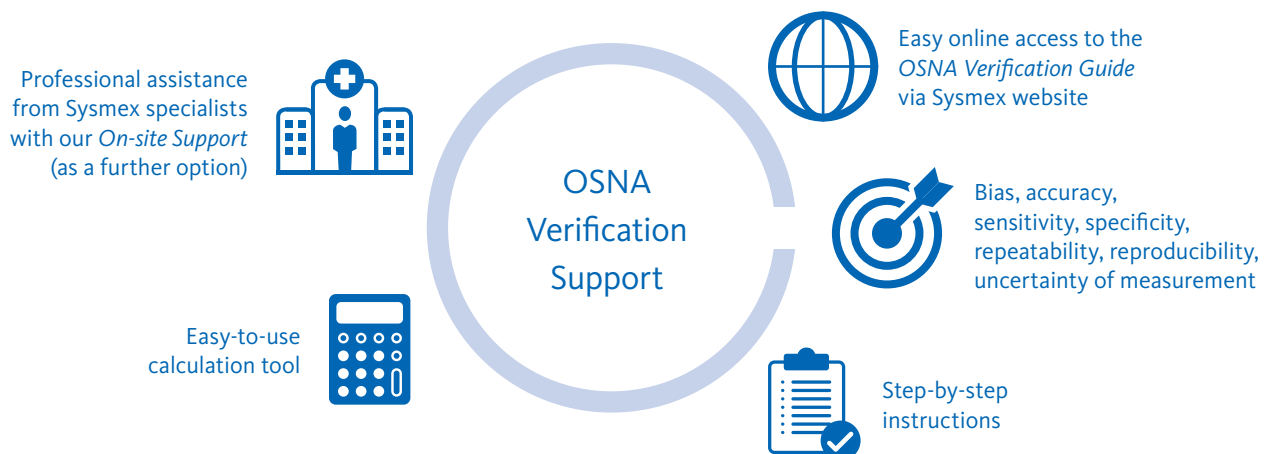 Professional assistance
from Sysmex specialists
with our On-site Support
(as a further option)
Easy online access to the
OSNA Verification Guide
via Sysmex website
OSNA
Verification
Support
Bias, accuracy,
sensitivity, specificity,
repeatability, reproducibility,
uncertainty of measurement
Easy-to-use
calculation tool
Step-by-step
instructions